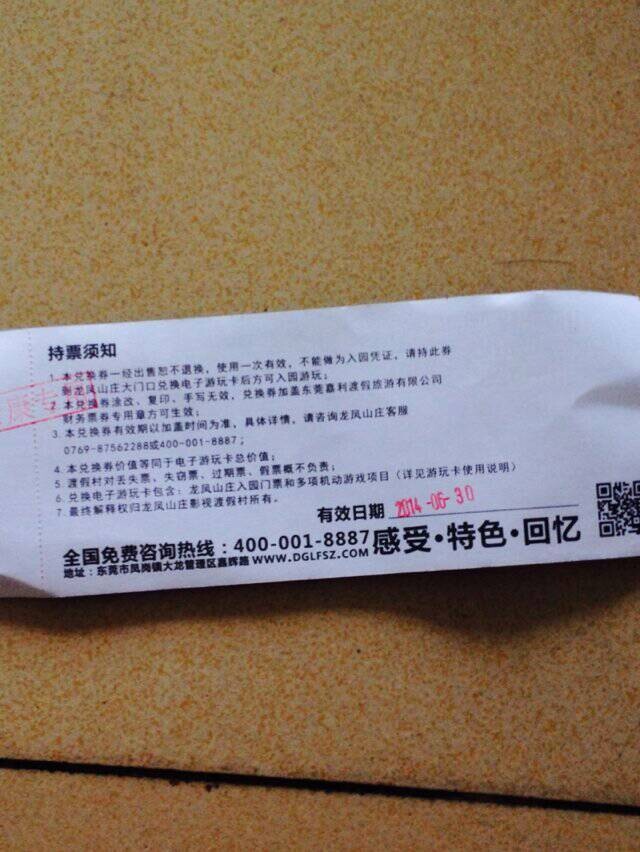 持票须知
1. 本兑换券一经出售恕不退换，使用一次有效，不能做为入园凭证，请持此券
到龙凤山庄大门口兑换电子游玩卡后方可入园游玩；
2. 本兑换券涂改、复印、手写无效，兑换券加盖东莞嘉利渡假旅游有限公司
财务票券专用章方可生效；
3. 本兑换券有效期以加盖时间为准，具体详情，请咨询龙凤山庄客服
0769-87562288或400-001-8887；
4. 本兑换券价值等同于电子游玩卡总价值；
5. 渡假村对丢失票、失窃票、过期票、假票概不负责；
6. 兑换电子游玩卡包含：龙凤山庄入园门票和多项机动游戏项目（详见游玩卡使用说明）
7. 最终解释权归龙凤山庄影视渡假村所有。
有效日期 2014-06-30
全国免费咨询热线：400-001-8887 感受·特色·回忆
地址：东莞市凤岗镇大龙管理区嘉辉路 WWW.DGLFSZ.COM